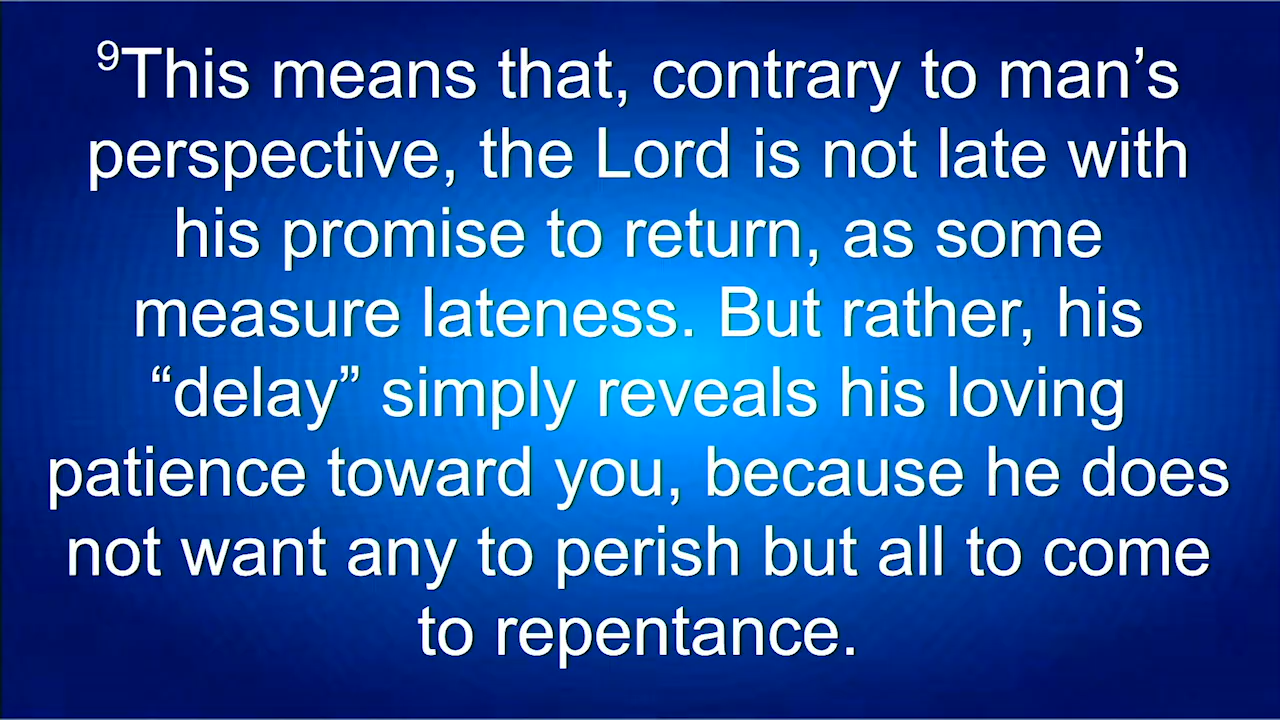 ⁹This means that, contrary to man’s
perspective, the Lord is not late with
his promise to return, as some
measure lateness. But rather, his
“delay” simply reveals his loving
patience toward you, because he does
not want any to perish but all to come
to repentance.